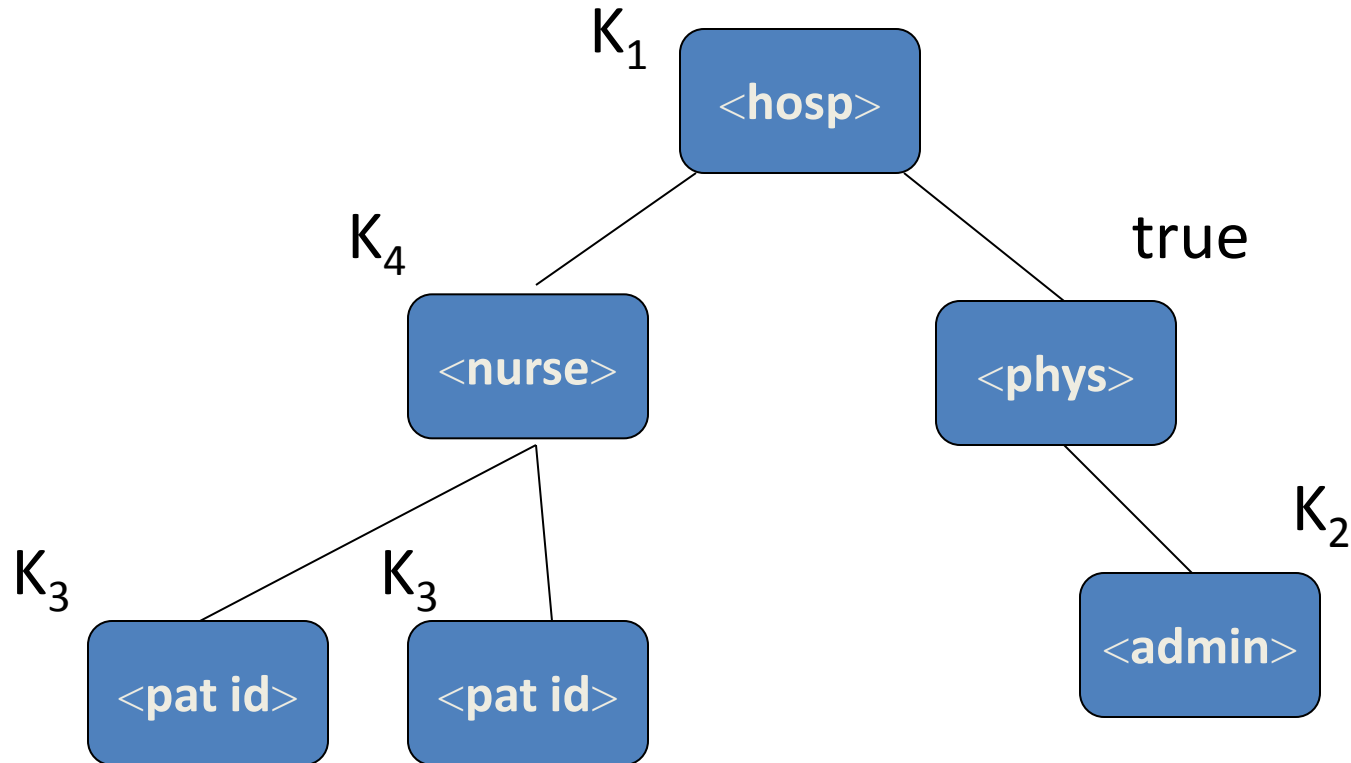 K₁
<hosp>
K₄
true
<nurse>
<phys>
K₂
K₃
K₃
<admin>
<pat id>
<pat id>